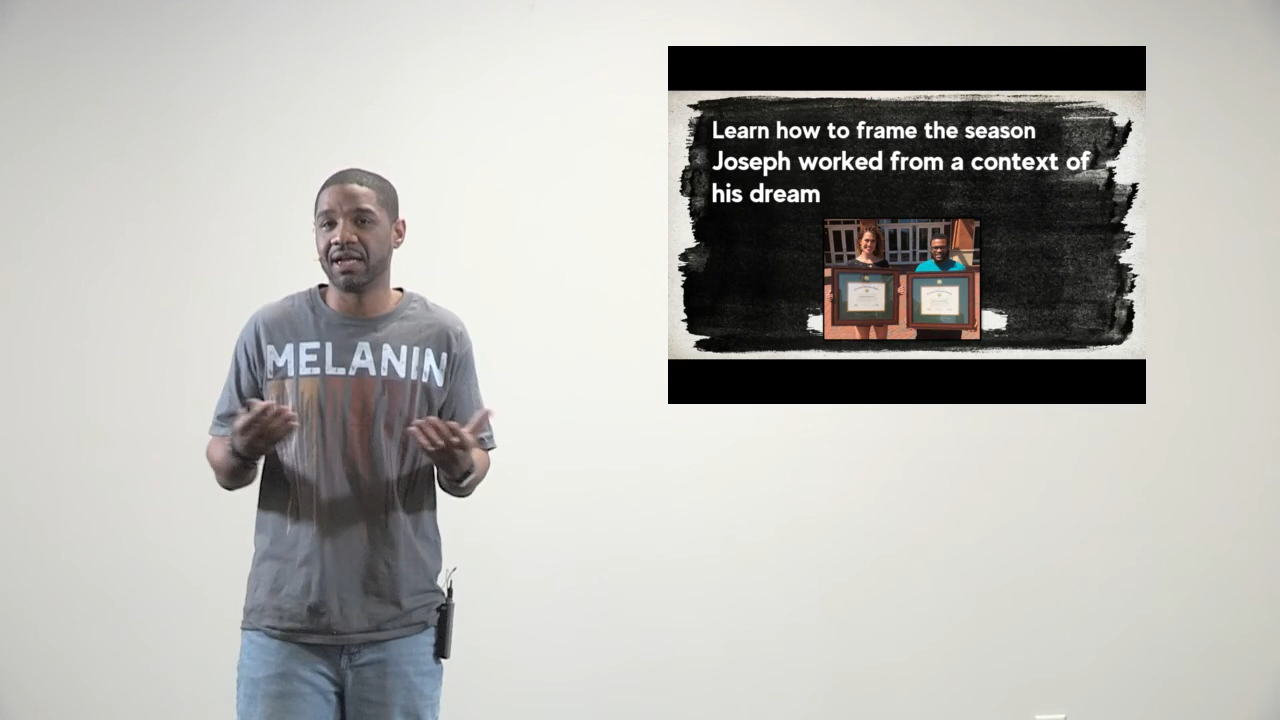 MELANIN
Learn how to frame the season
Joseph worked from a context of
his dream